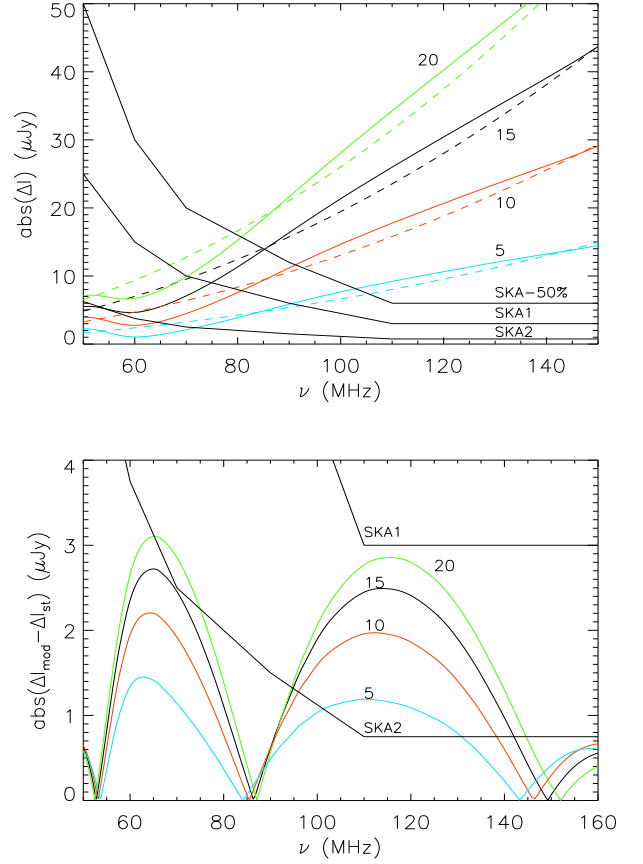 50
40
30
20
10
0
abs(ΔI) (μJy)
20
15
10
5
SKA−50%
SKA1
SKA2
60 80 100 120 140
ν (MHz)
4
3
2
1
0
abs(ΔI_mod−ΔI_st) (μJy)
SKA1
20
15
10
5
SKA2
60 80 100 120 140 160
ν (MHz)